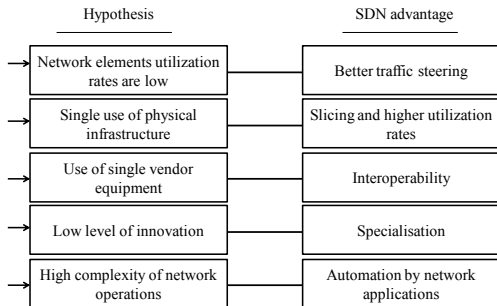 Hypothesis
SDN advantage
Network elements utilization
rates are low
Better traffic steering
Single use of physical
infrastructure
Slicing and higher utilization
rates
Use of single vendor
equipment
Interoperability
Low level of innovation
Specialisation
High complexity of network
operations
Automation by network
applications